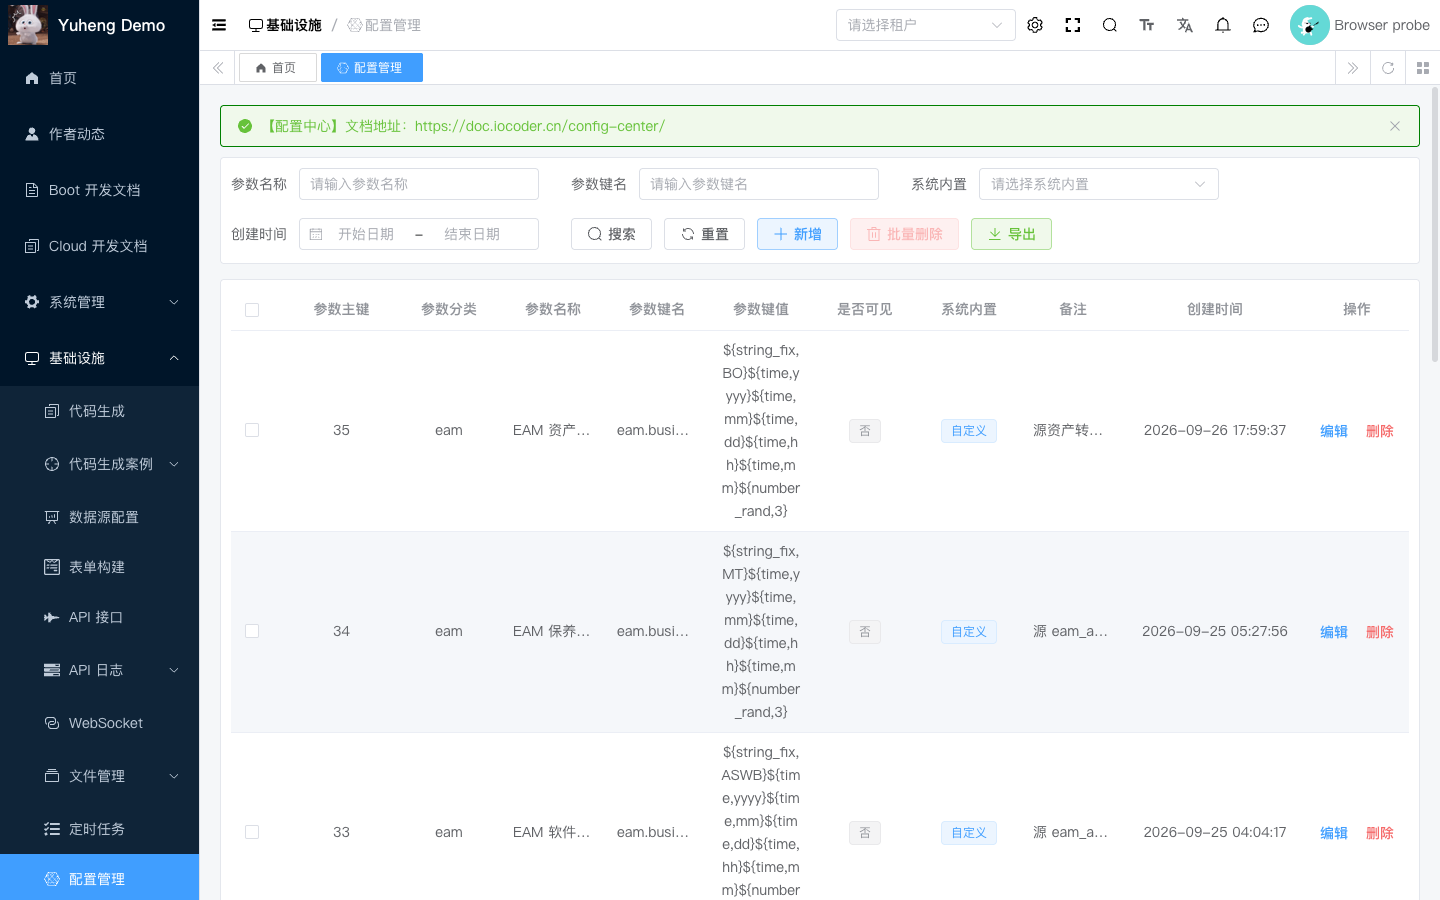 Yuheng Demo
首页
作者动态
Boot 开发文档
Cloud 开发文档
系统管理
基础设施
代码生成
代码生成案例
数据源配置
表单构建
API 接口
API 日志
WebSocket
文件管理
定时任务
配置管理
基础设施 / 配置管理
请选择租户
Browser probe
首页
配置管理
【配置中心】文档地址：https://doc.iocoder.cn/config-center/
参数名称 请输入参数名称 参数键名 请输入参数键名 系统内置 请选择系统内置
创建时间 开始日期 - 结束日期 搜索 重置 新增 批量删除 导出
参数主键 参数分类 参数名称 参数键名 参数键值 是否可见 系统内置 备注 创建时间 操作
35 eam EAM 资产... eam.busi...
${string_fix,
BO}${time,y
yyy}${time,
mm}${time,
dd}${time,h
h}${time,m
m}${number
_rand,3}
否 自定义 源资产转... 2026-09-26 17:59:37 编辑 删除
34 eam EAM 保养... eam.busi...
${string_fix,
MT}${time,y
yyy}${time,
mm}${time,
dd}${time,h
h}${time,m
m}${number
_rand,3}
否 自定义 源 eam_a... 2026-09-25 05:27:56 编辑 删除
33 eam EAM 软件... eam.busi...
${string_fix,
ASWB}${tim
e,yyyy}${tim
e,mm}${tim
e,dd}${time,
hh}${time,m
m}${number
否 自定义 源 eam_a... 2026-09-25 04:04:17 编辑 删除